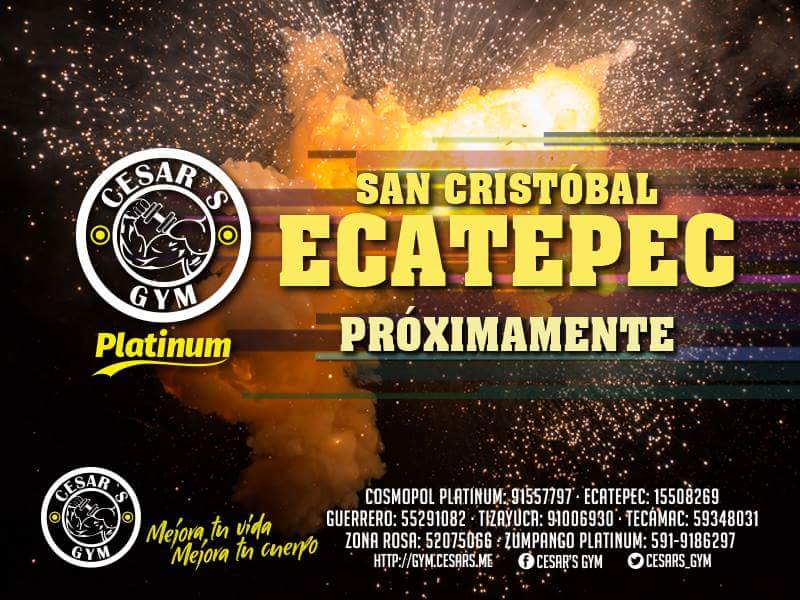 CESAR´S
GYM
Platinum
SAN CRISTÓBAL
ECATEPEC
PRÓXIMAMENTE
CESAR´S
GYM
Mejora tu vida
Mejora tu cuerpo
COSMOPOL PLATINUM: 91557797 · ECATEPEC: 15508269
GUERRERO: 55291082 · TIZAYUCA: 91006930 · TECAMAC: 59348031
ZONA ROSA: 52075066 · ZUMPANGO PLATINUM: 591-9186297
HTTP://GYM.CESARS.ME CESAR'S GYM CESARS_GYM